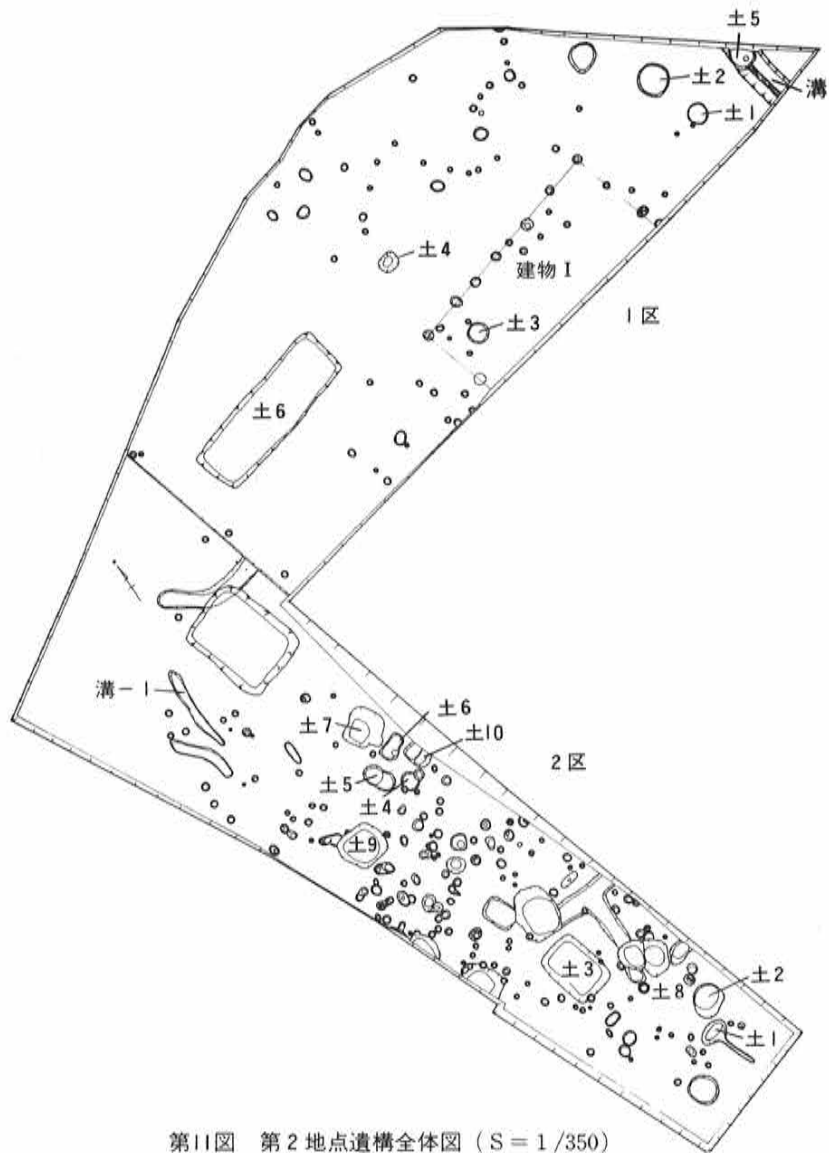 土5
土2
溝
土1
土4
建物 I
土3
1区
土6
溝-1
土7
土6
土10
2区
土5
土4
土9
土3
土8
土2
土1
第11図 第2地点遺構全体図 (S=1/350)